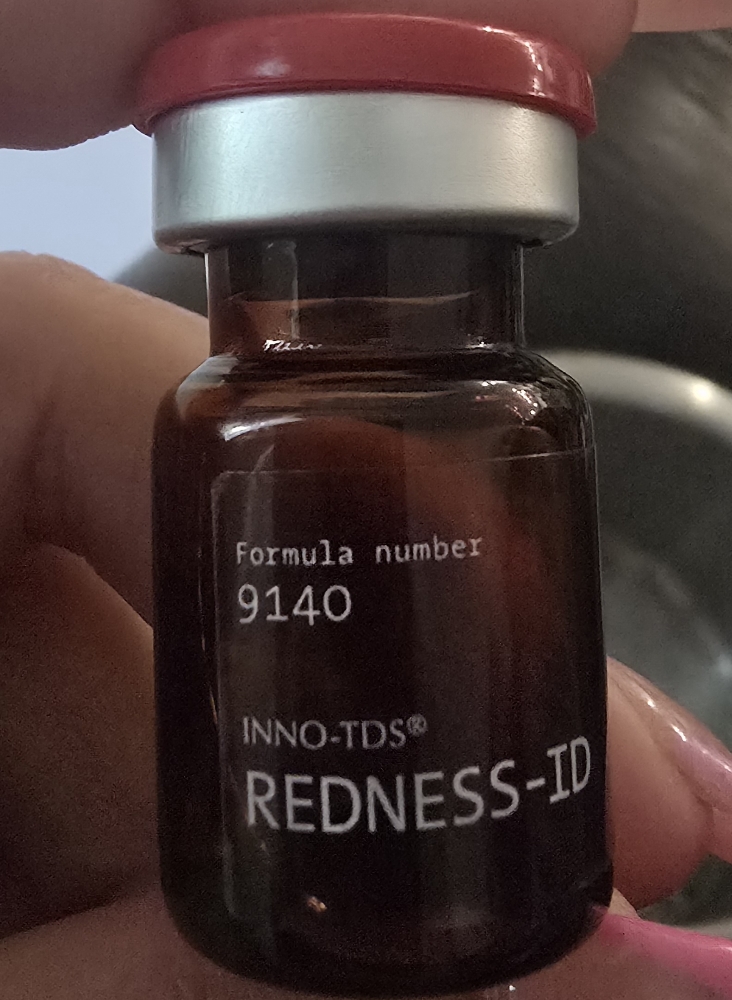 Formula number
9140
INNO-TDS®
REDNESS-ID